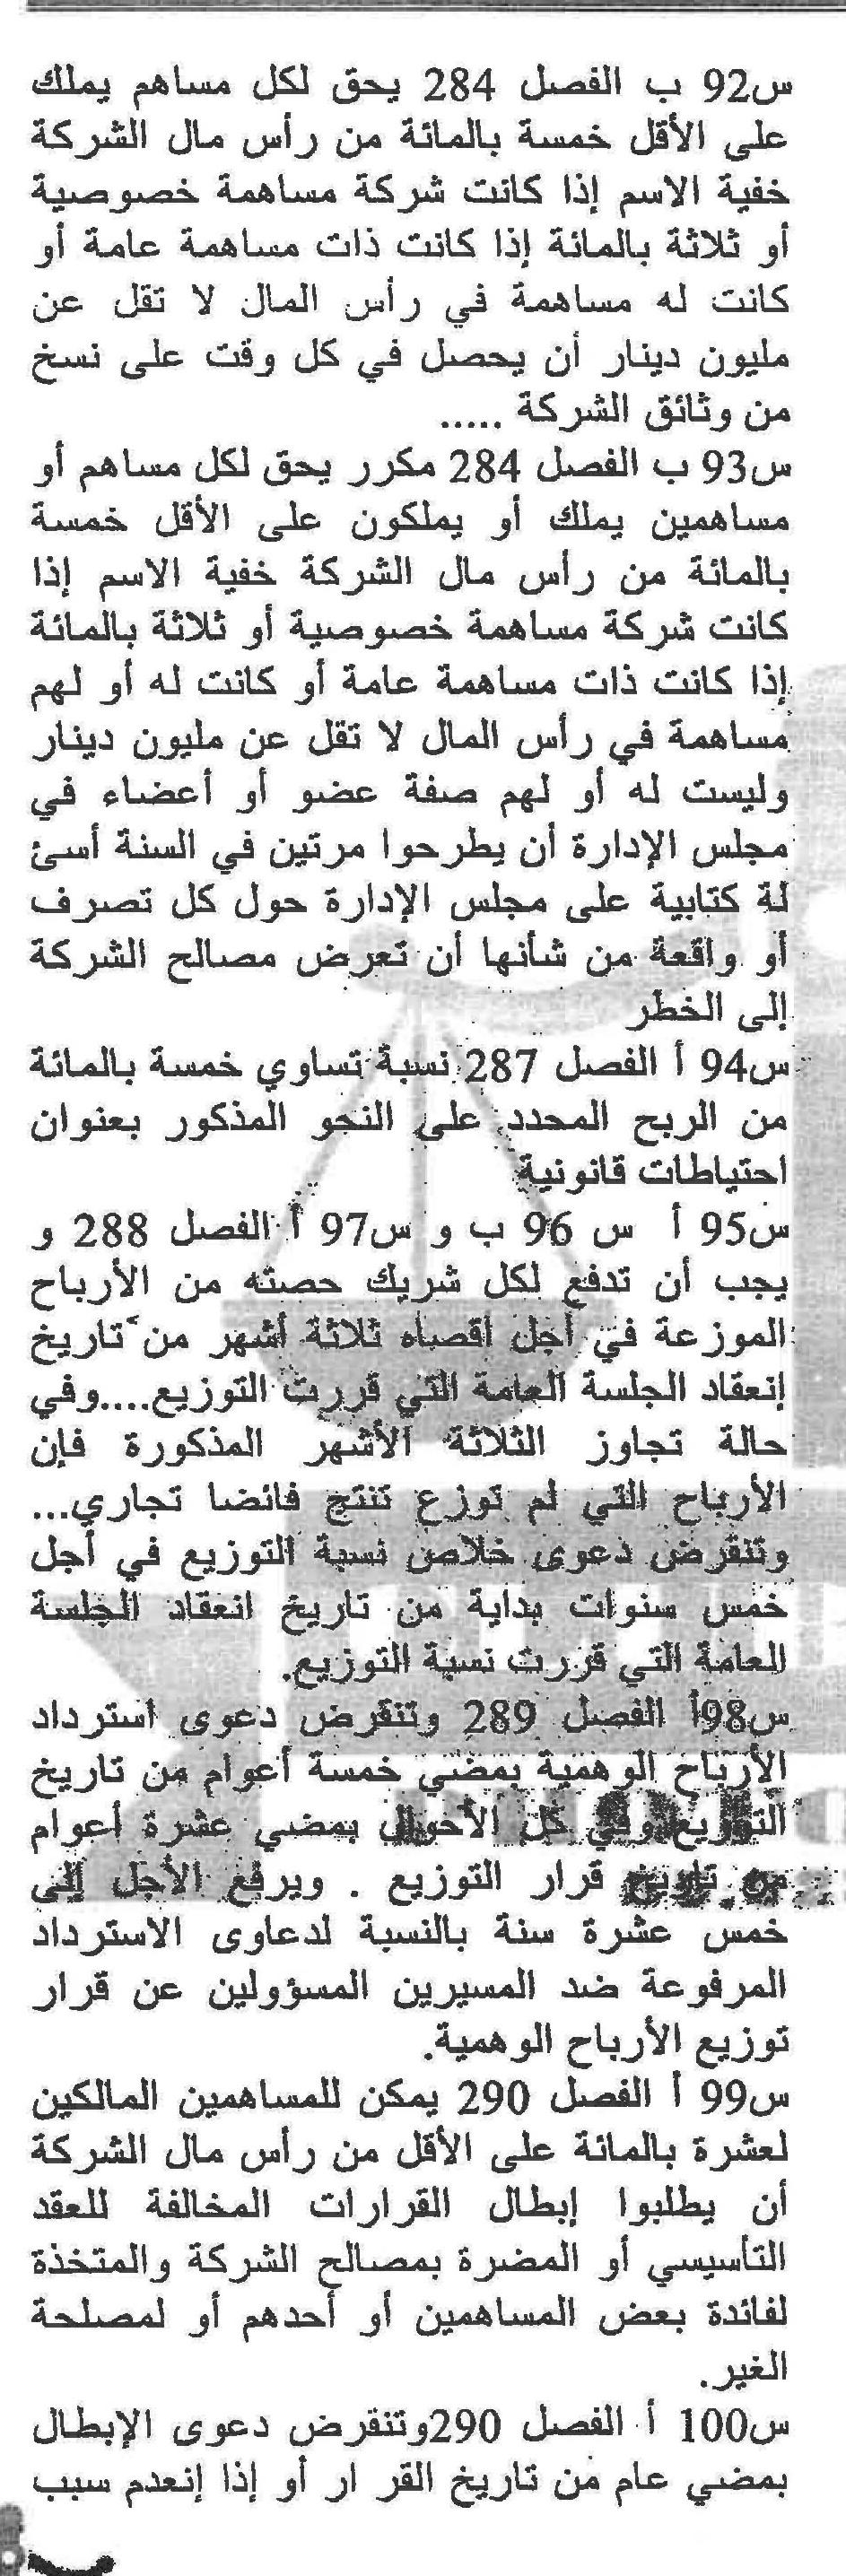 س92 ب الفصل 284 يحق لكل مساهم يملك
على الأقل خمسة بالمائة من رأس مال الشركة
خفية الاسم إذا كانت شركة مساهمة خصوصية
أو ثلاثة بالمائة إذا كانت ذات مساهمة عامة أو
كانت له مساهمة في رأس المال لا تقل عن
مليون دينار أن يحصل في كل وقت على نسخ
من وثائق الشركة .....
س93 ب الفصل 284 مكرر يحق لكل مساهم أو
مساهمين يملك أو يملكون على الأقل خمسة
بالمائة من رأس مال الشركة خفية الاسم إذا
كانت شركة مساهمة خصوصية أو ثلاثة بالمائة
إذا كانت ذات مساهمة عامة أو كانت له أو لهم
مساهمة في رأس المال لا تقل عن مليون دينار
وليست له أو لهم صفة عضو أو أعضاء في
مجلس الإدارة أن يطرحوا مرتين في السنة أسئ
لة كتابية على مجلس الإدارة حول كل تصرف
أو واقعة من شأنها أن تعرض مصالح الشركة
إلى الخطر
س94 أ الفصل 287 نسبة تساوي خمسة بالمائة
من الربح المحدد على النحو المذكور بعنوان
احتياطات قانونية
س95 أ س 96 ب و س97 أ الفصل 288 و
يجب أن تدفع لكل شريك حصته من الأرباح
الموزعة في أجل أقصاه ثلاثة أشهر من تاريخ
إنعقاد الجلسة العامة التي قررت التوزيع....وفي
حالة تجاوز الثلاثة الأشهر المذكورة فإن
الأرباح التي لم توزع تنتج فائضا تجاري...
وتنقرض دعوى خلاص نسبة التوزيع في أجل
خمس سنوات بداية من تاريخ انعقاد الجلسة
العامة التي قررت نسبة التوزيع.
س98أ الفصل 289 وتنقرض دعوى استرداد
الأرباح الوهمية بمضي خمسة أعوام من تاريخ
التوزيع وفي كل الأحوال بمضي عشرة أعوام
من تاريخ قرار التوزيع . ويرفع الأجل إلى
خمس عشرة سنة بالنسبة لدعاوى الاسترداد
المرفوعة ضد المسيرين المسؤولين عن قرار
توزيع الأرباح الوهمية.
س99 أ الفصل 290 يمكن للمساهمين المالكين
لعشرة بالمائة على الأقل من رأس مال الشركة
أن يطلبوا إبطال القرارات المخالفة للعقد
التأسيسي أو المضرة بمصالح الشركة والمتخذة
لفائدة بعض المساهمين أو أحدهم أو لمصلحة
الغير.
س100 أ الفصل 290وتنقرض دعوى الإبطال
بمضي عام من تاريخ القر ار أو إذا إنعدم سبب